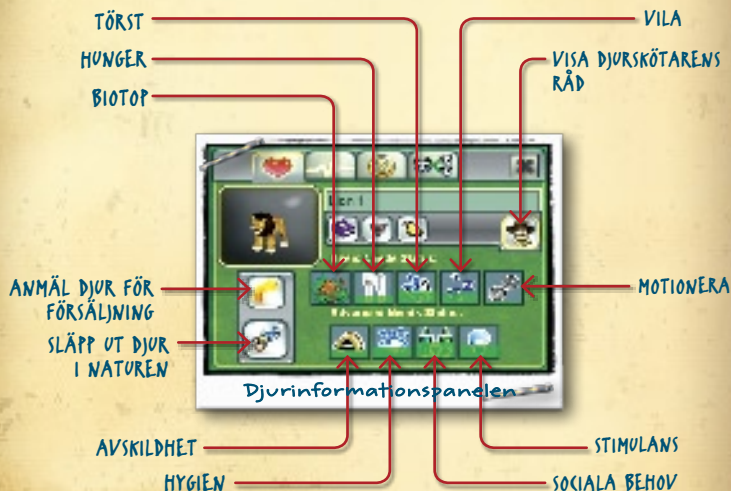 TÖRST
VILA
HUNGER
VISA DJURSKÖTARENS
RÅD
BIOTOP
ANMÄL DJUR FÖR
FÖRSÄLJNING
MOTIONERA
SLÄPP UT DJUR
I NATUREN
Djurinformationspanelen
AVSKILDHET
STIMULANS
HYGIEN
SOCIALA BEHOV